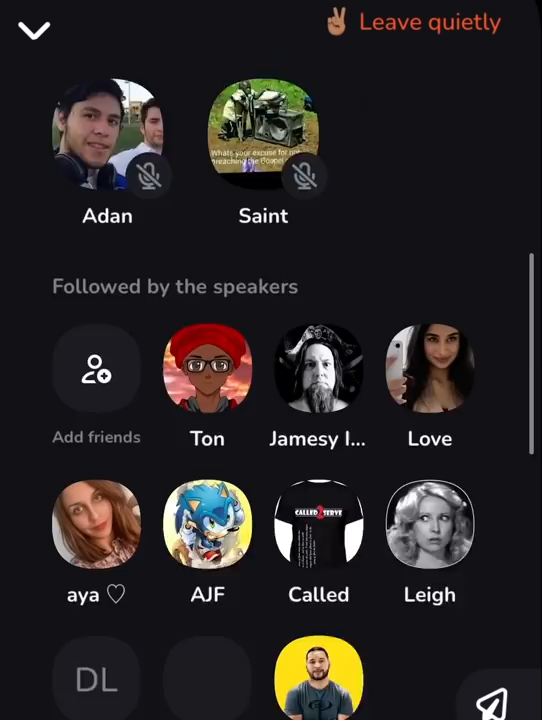 Leave quietly
Whats your excuse for not
preaching the Gospel
Adan
Saint
Followed by the speakers
Add friends
Ton
Jamesy I...
Love
aya ♡
AJF
Called
Leigh
CALLED SERVE
DL